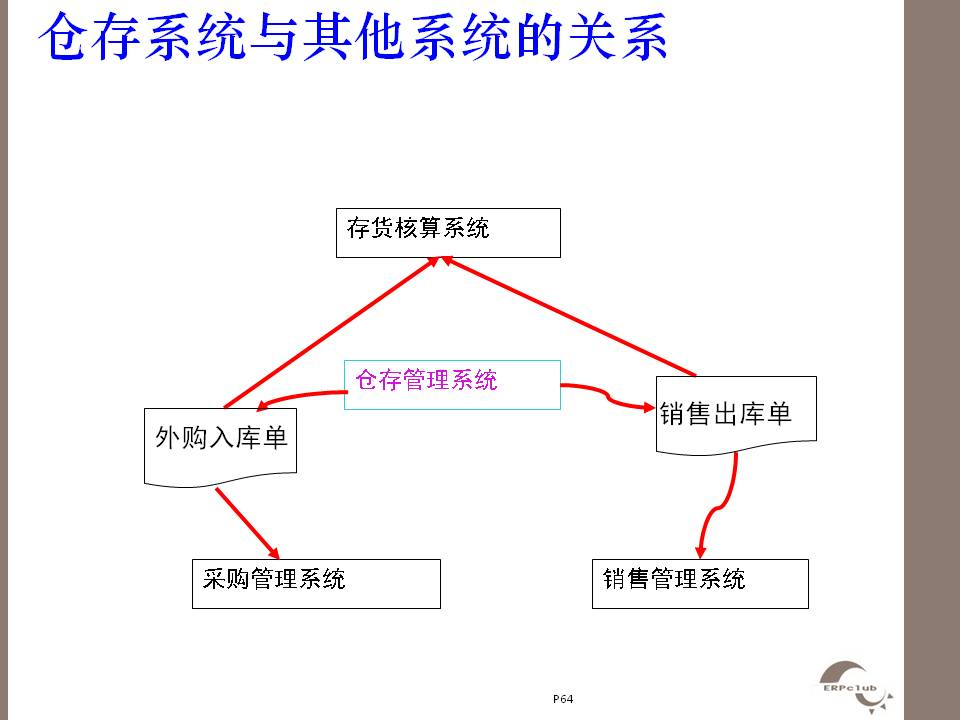 仓存系统与其他系统的关系
存货核算系统
仓存管理系统
外购入库单
销售出库单
采购管理系统
销售管理系统
P64
ERPclub